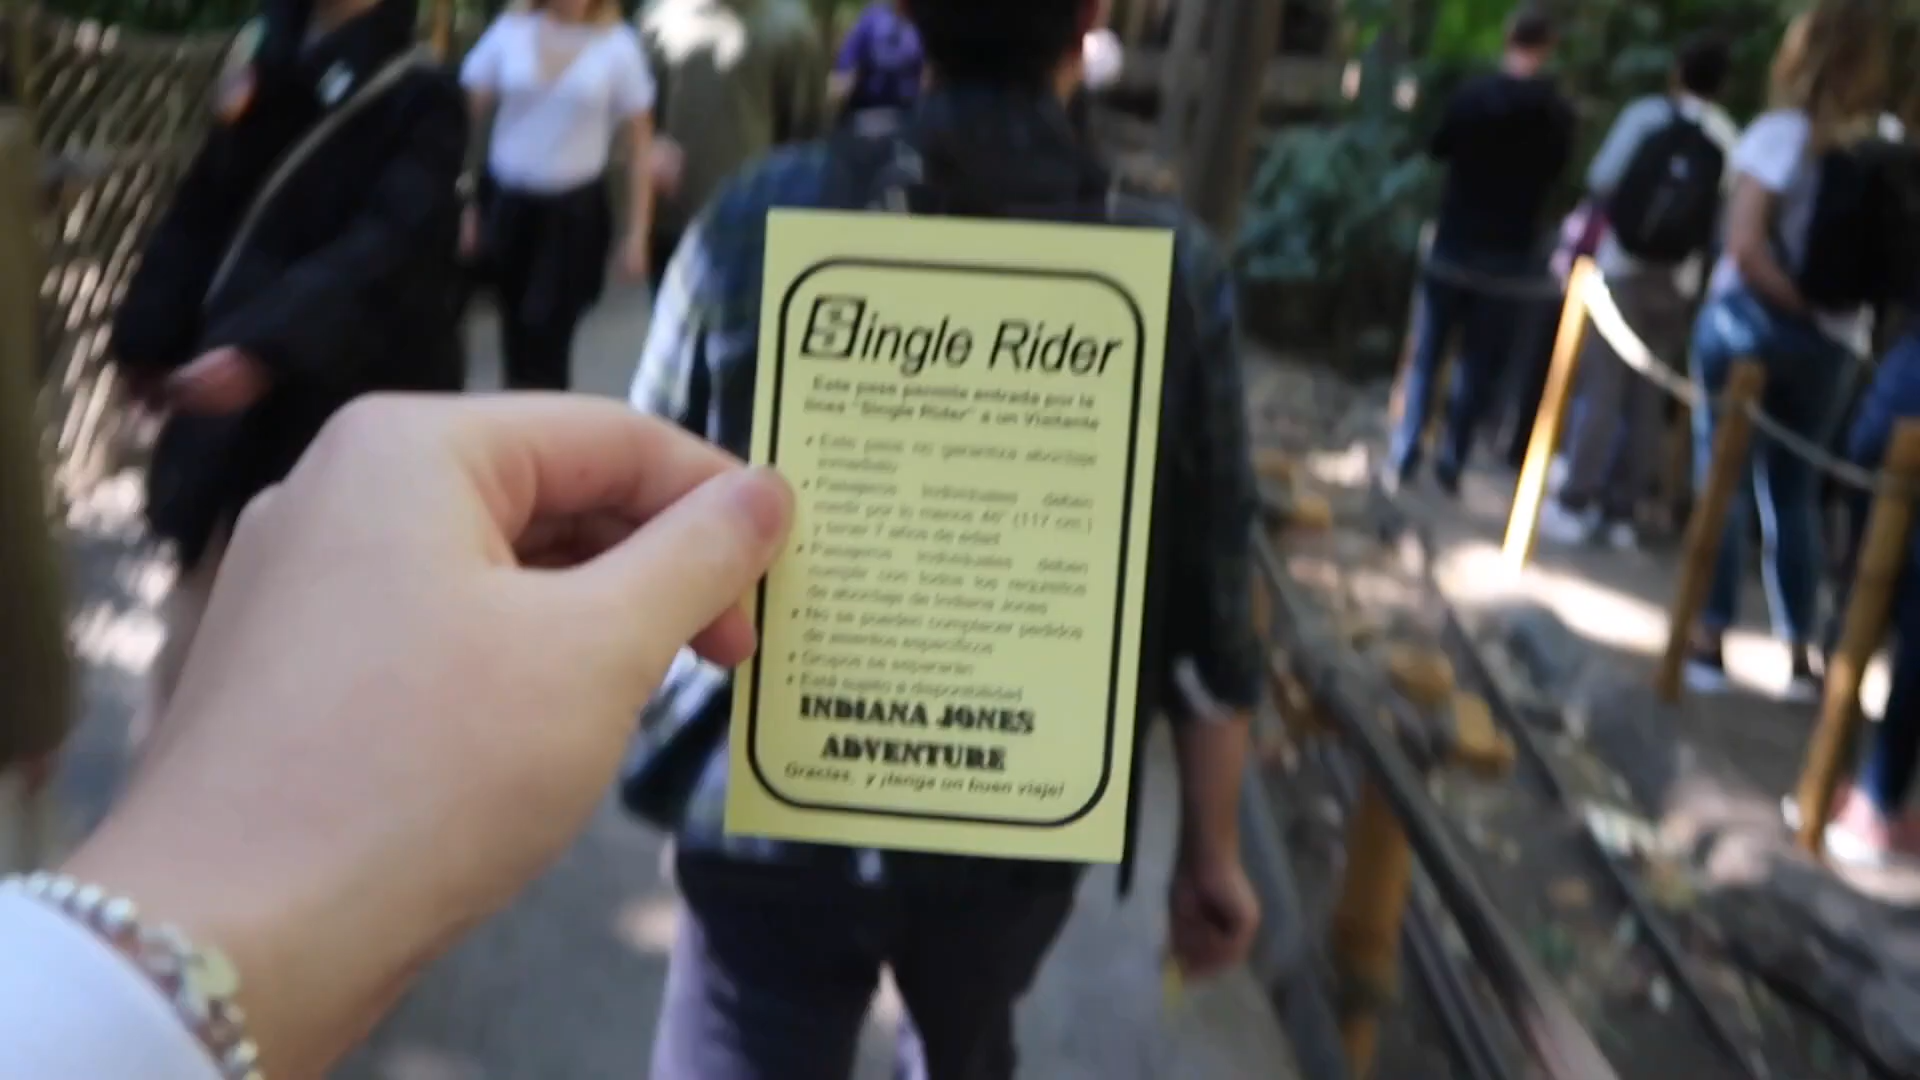 Single Rider
Este pase permite entrada por la
línea "Single Rider" a un Visitante
• Este pase no garantiza abordaje
inmediato
• Pasajeros individuales deben
medir por lo menos 46" (117 cm.)
y tener 7 años de edad
• Pasajeros individuales deben
cumplir con todos los requisitos
de abordaje de Indiana Jones
• No se pueden complacer pedidos
de asientos específicos
• Grupos se separarán
• Está sujeto a disponibilidad
INDIANA JONES
ADVENTURE
Gracias, y ¡tenga un buen viaje!